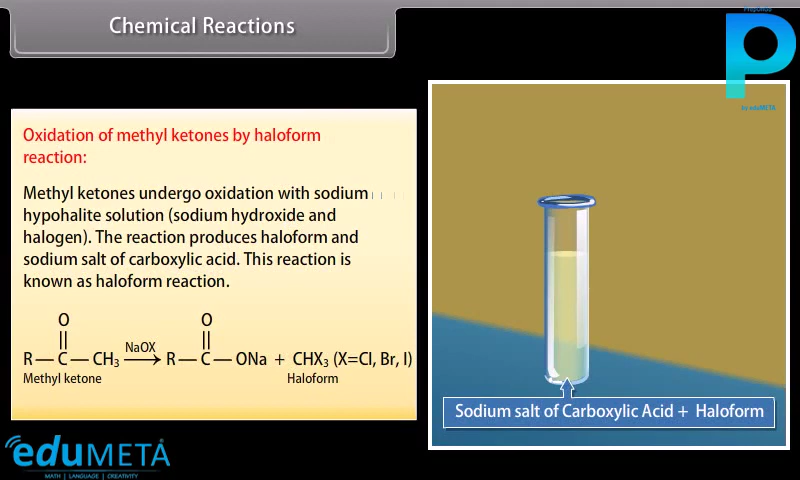 Chemical Reactions
Prepdunia
P
by eduMETA
Oxidation of methyl ketones by haloform
reaction:
Methyl ketones undergo oxidation with sodium
hypohalite solution (sodium hydroxide and
halogen). The reaction produces haloform and
sodium salt of carboxylic acid. This reaction is
known as haloform reaction.
O O
|| ||
R — C — CH₃ NaOX ⟶ R — C — ONa + CHX₃ (X=Cl, Br, I)
Methyl ketone Haloform
Sodium salt of Carboxylic Acid + Haloform
eduMETA
MATH | LANGUAGE | CREATIVITY